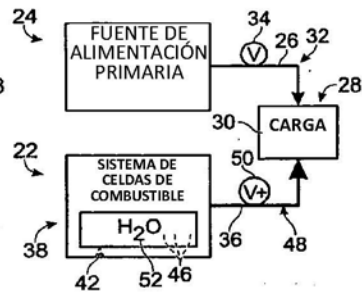 24
FUENTE DE
ALIMENTACIÓN
PRIMARIA
34
V
26
32
28
30
CARGA
22
SISTEMA DE
CELDAS DE
COMBUSTIBLE
H₂O
38
42
52
46
50
V+
36
48